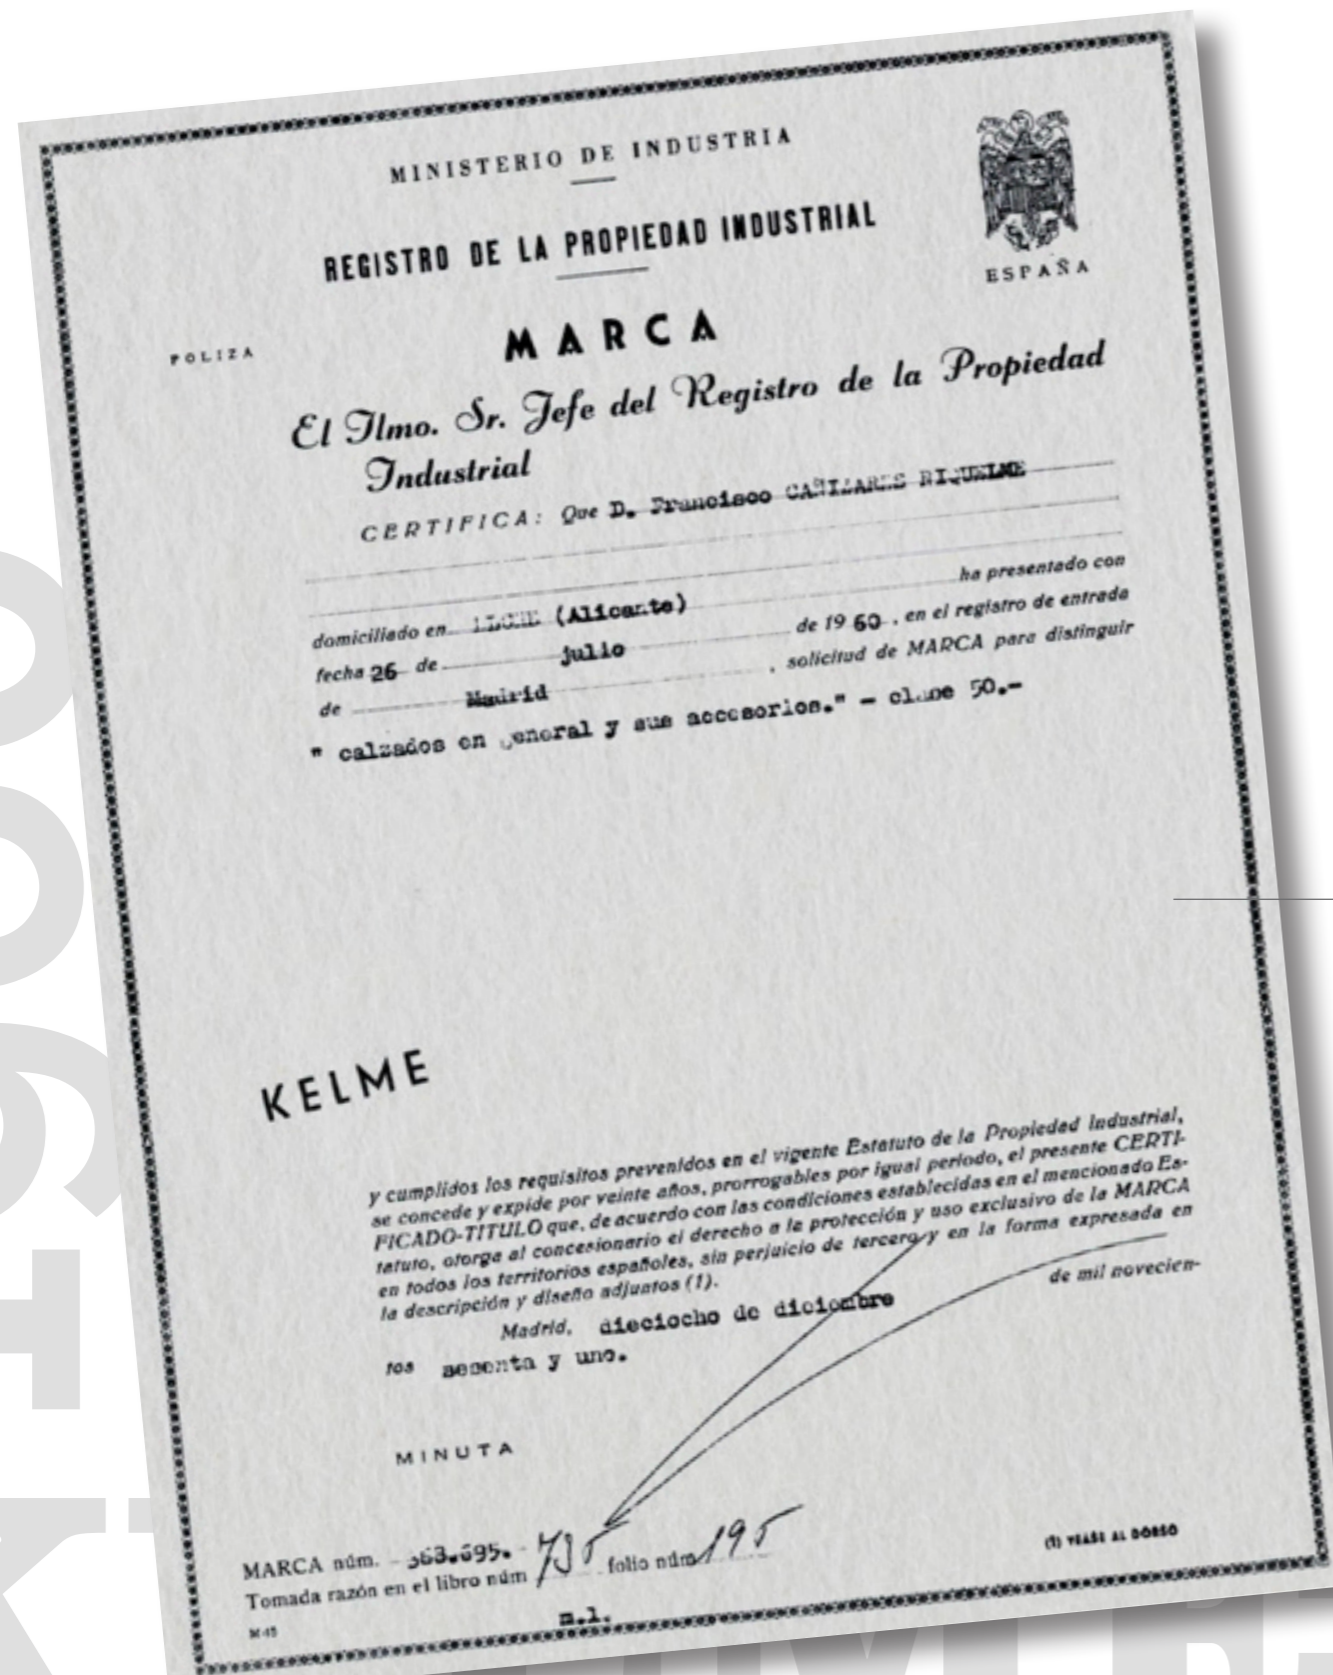 MINISTERIO DE INDUSTRIA
REGISTRO DE LA PROPIEDAD INDUSTRIAL
ESPAÑA
POLIZA
MARCA
El Ilmo. Sr. Jefe del Registro de la Propiedad
Industrial
CERTIFICA: Que D. Francisco CAÑIZARES RIQUELME
domiciliado en ELCHE (Alicante) ha presentado con
fecha 26 de julio de 1960, en el registro de entrada
de Madrid, solicitud de MARCA para distinguir
" calzados en general y sus accesorios." - clase 50.-
KELME
y cumplidos los requisitos prevenidos en el vigente Estatuto de la Propiedad Industrial,
se concede y expide por veinte años, prorrogables por igual período, el presente CERTI-
FICADO-TITULO que, de acuerdo con las condiciones establecidas en el mencionado Es-
tatuto, otorga al concesionario el derecho a la protección y uso exclusivo de la MARCA
en todos los territorios españoles, sin perjuicio de tercero y en la forma expresada en
la descripción y diseño adjuntos (1).
Madrid, dieciocho de diciembre de mil novecien-
tos sesenta y uno.
MINUTA
MARCA núm. 363.695.
Tomada razón en el libro núm 735 folio núm 195
(1) VEASE AL DORSO
M-45
m.l.